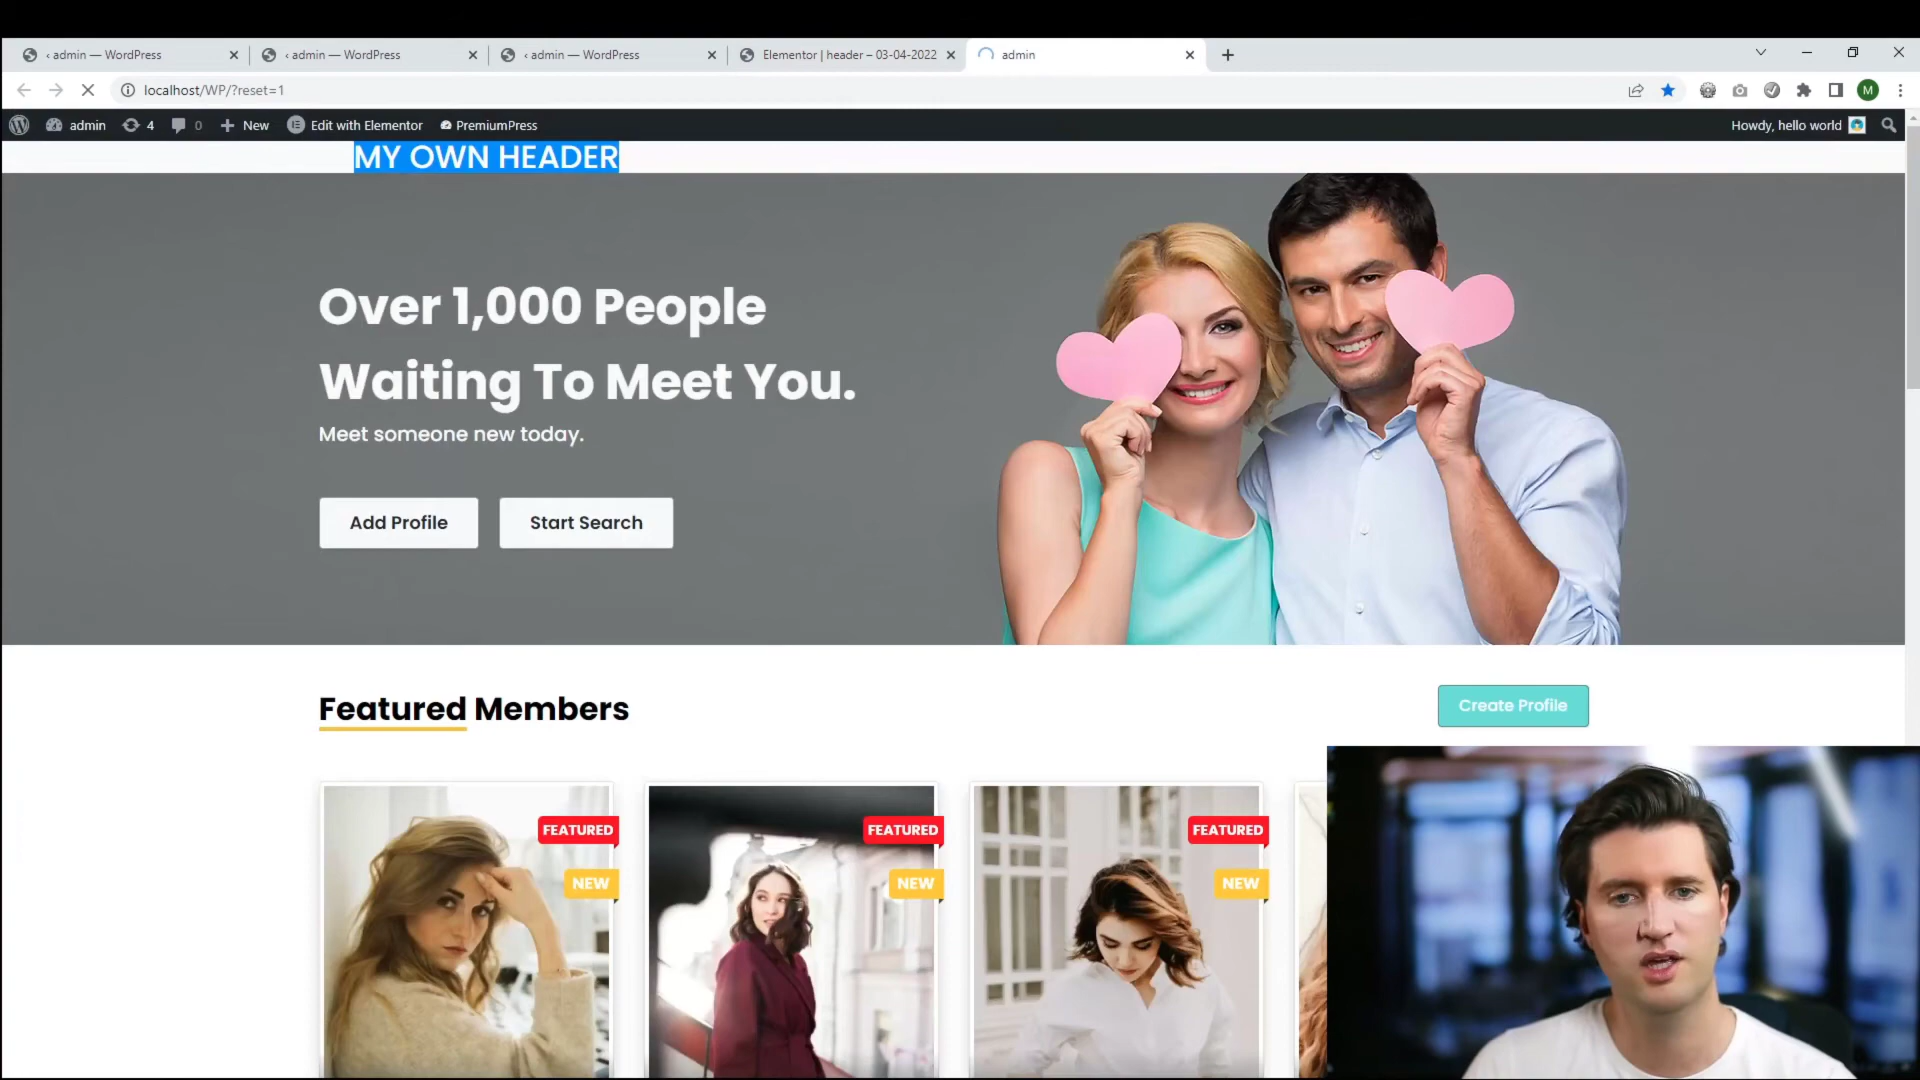 ‹ admin — WordPress
‹ admin — WordPress
‹ admin — WordPress
Elementor | header – 03-04-2022
admin
localhost/WP/?reset=1
M
admin
4
0
New
Edit with Elementor
PremiumPress
Howdy, hello world
MY OWN HEADER
Over 1,000 People
Waiting To Meet You.
Meet someone new today.
Add Profile
Start Search
Featured Members
Create Profile
FEATURED
FEATURED
FEATURED
NEW
NEW
NEW